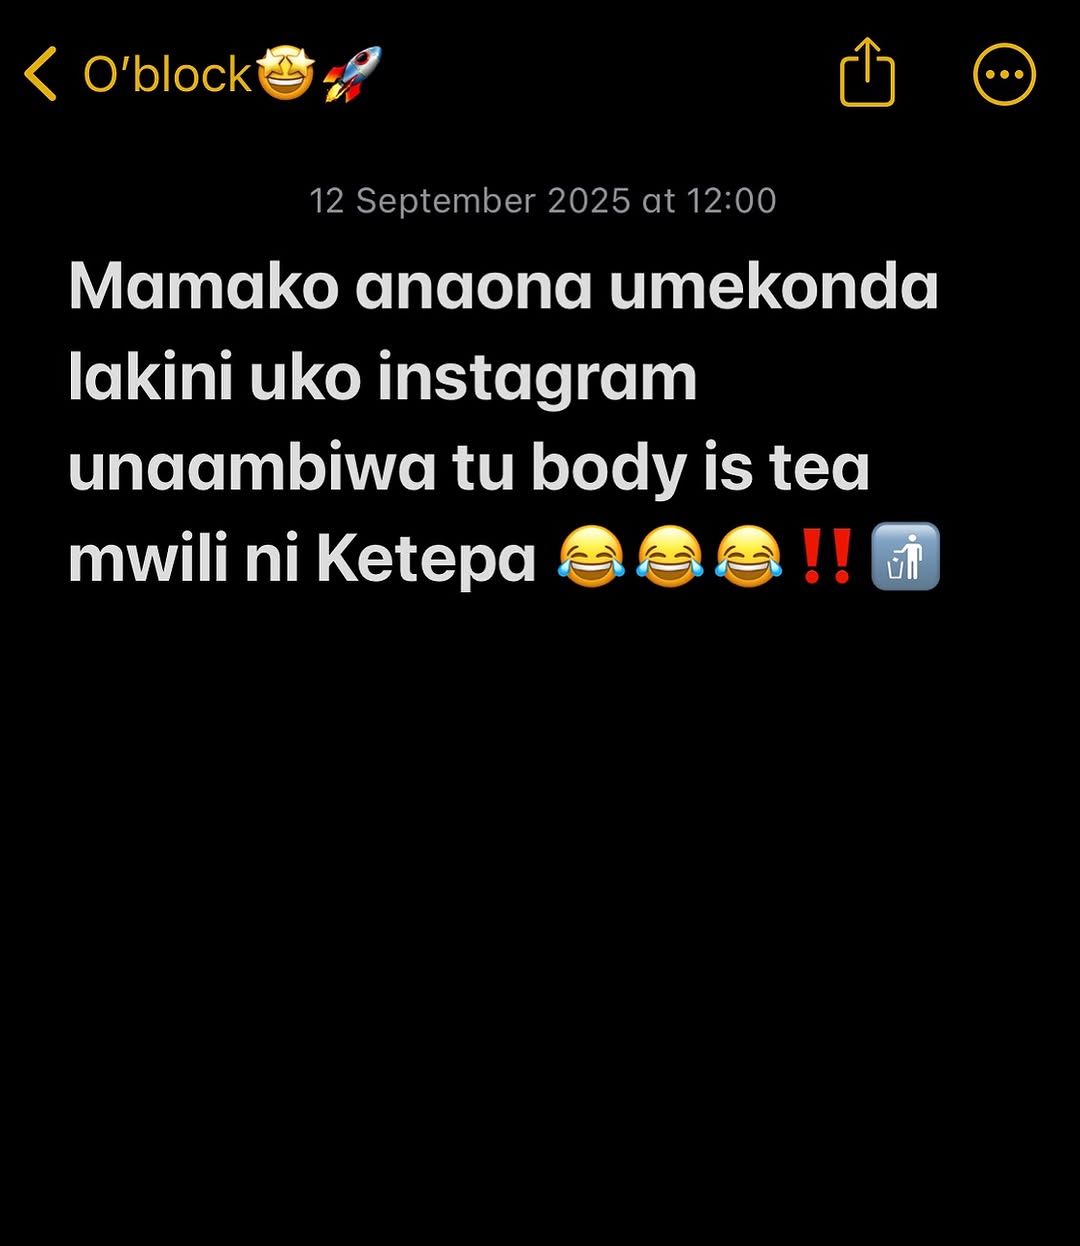 O'block🤩🚀
12 September 2025 at 12:00
Mamako anaona umekonda
lakini uko instagram
unaambiwa tu body is tea
mwili ni Ketepa 😂😂😂‼️🚮